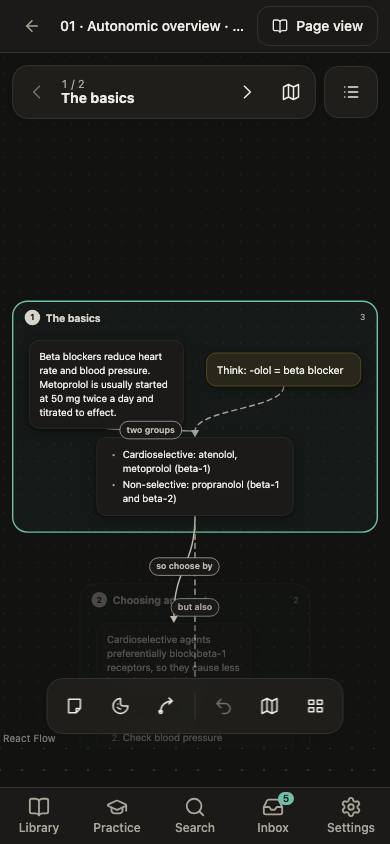 01 · Autonomic overview · ...
Page view
1 / 2
The basics
1 The basics 3
Beta blockers reduce heart
rate and blood pressure.
Metoprolol is usually started
at 50 mg twice a day and
titrated to effect.
Think: -olol = beta blocker
two groups
• Cardioselective: atenolol,
metoprolol (beta-1)
• Non-selective: propranolol (beta-1
and beta-2)
so choose by
2 Choosing 2
but also
Cardioselective agents
preferentially block beta-1
receptors, so they cause less
React Flow
2. Check blood pressure
Library
Practice
Search
5
Inbox
Settings